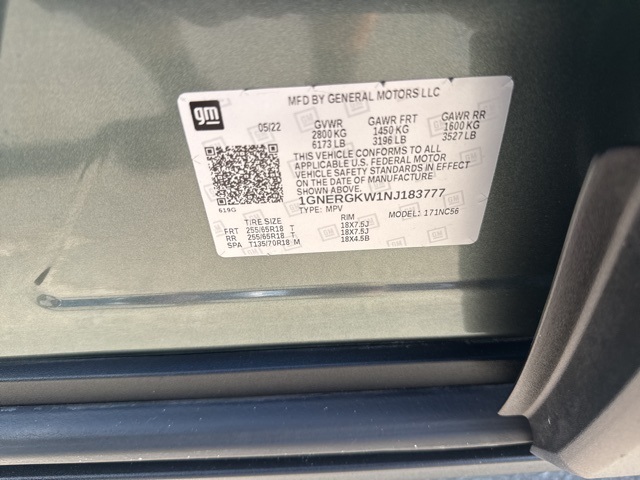 gm
MFD BY GENERAL MOTORS LLC
05/22 GVWR GAWR FRT GAWR RR
2800 KG 1450 KG 1600 KG
6173 LB 3196 LB 3527 LB
THIS VEHICLE CONFORMS TO ALL
APPLICABLE U.S. FEDERAL MOTOR
VEHICLE SAFETY STANDARDS IN EFFECT
ON THE DATE OF MANUFACTURE
SHOWN ABOVE.
1GNERGKW1NJ183777
619G TYPE: MPV MODEL: 171NC56
TIRE SIZE RIM
FRT 255/65R18 T 18X7.5J
RR 255/65R18 T 18X7.5J
SPA T135/70R18 M 18X4.5B